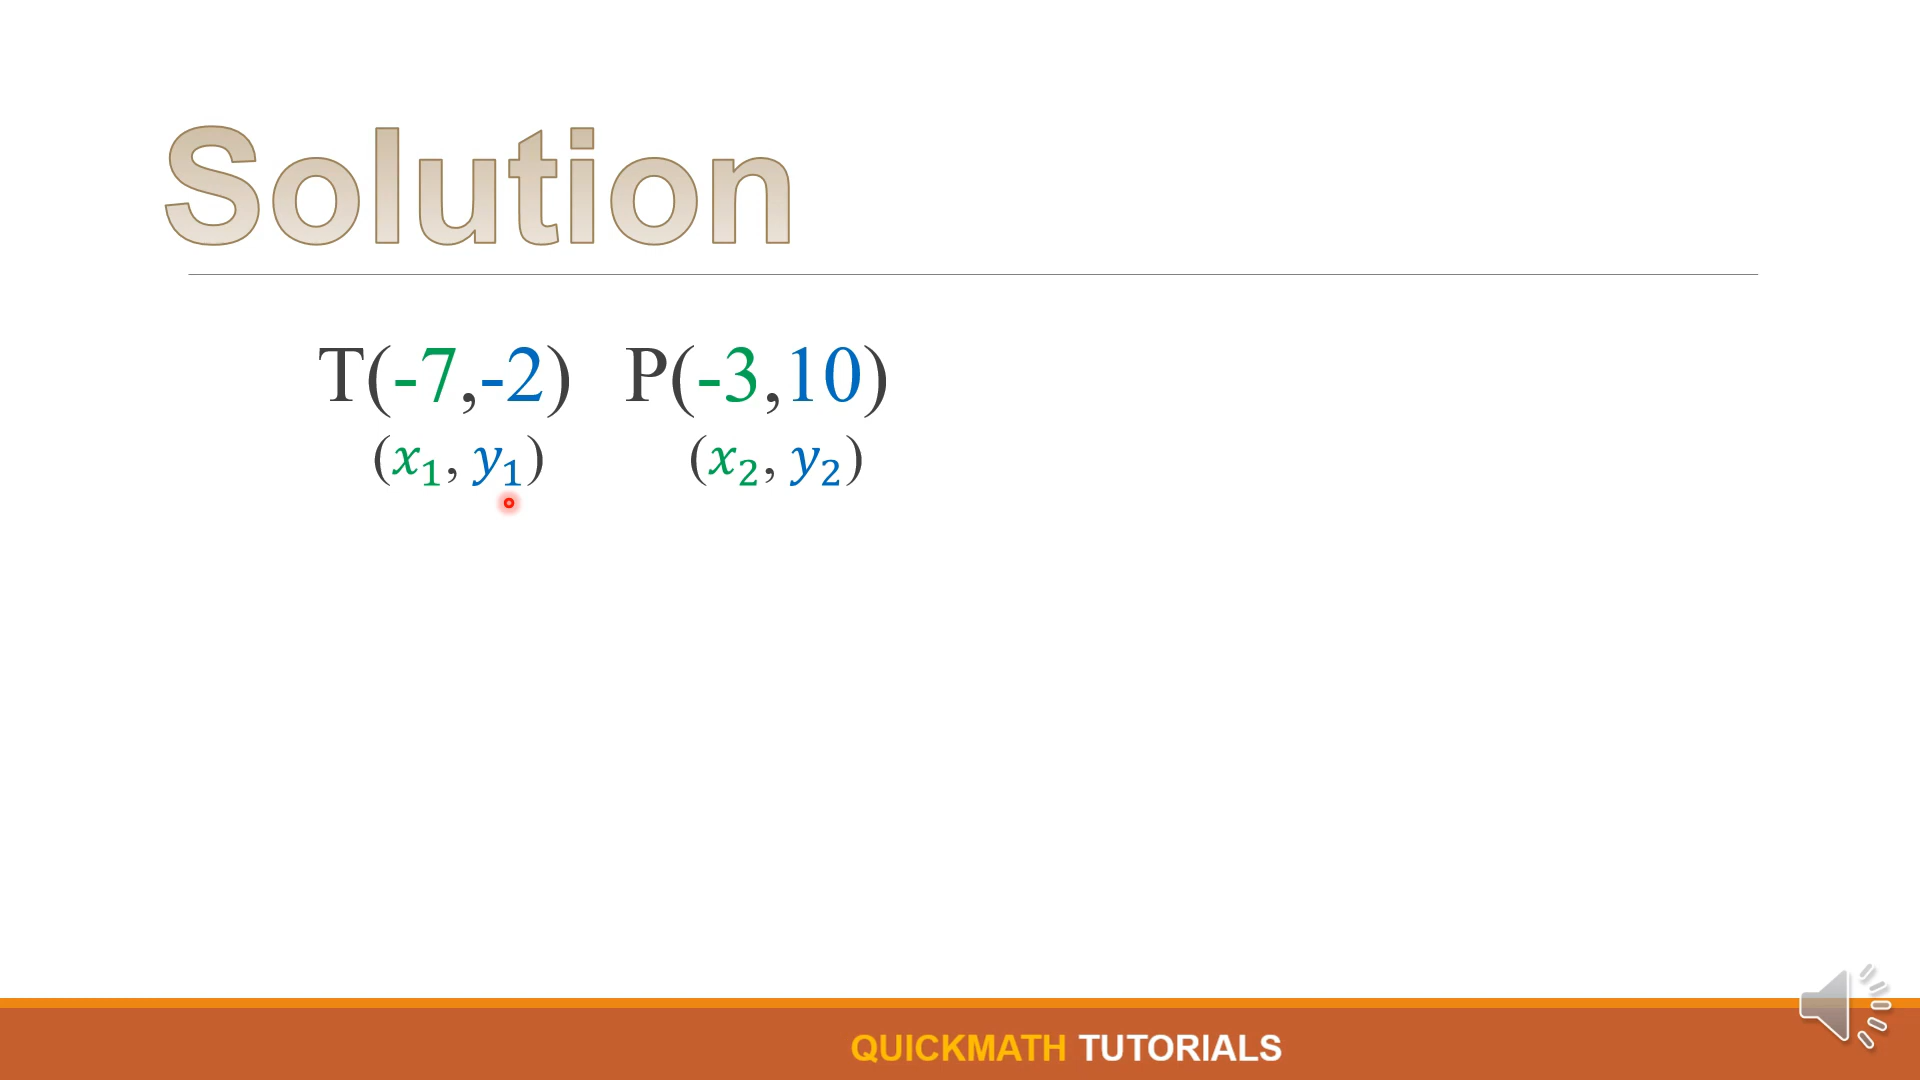 Solution
T(-7,-2) P(-3,10)
(x₁, y₁) (x₂, y₂)
QUICKMATH TUTORIALS